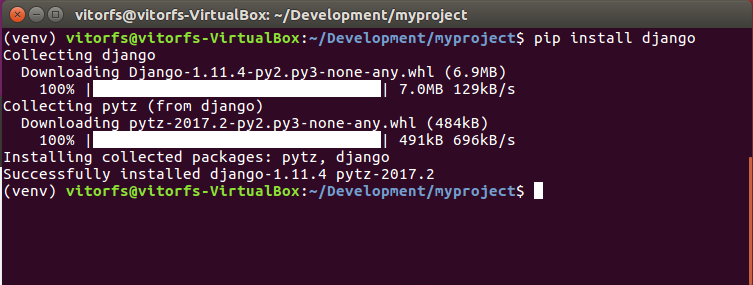 vitorfs@vitorfs-VirtualBox: ~/Development/myproject
(venv) vitorfs@vitorfs-VirtualBox:~/Development/myproject$ pip install django
Collecting django
  Downloading Django-1.11.4-py2.py3-none-any.whl (6.9MB)
    100% |████████████████████████████████| 7.0MB 129kB/s
Collecting pytz (from django)
  Downloading pytz-2017.2-py2.py3-none-any.whl (484kB)
    100% |████████████████████████████████| 491kB 696kB/s
Installing collected packages: pytz, django
Successfully installed django-1.11.4 pytz-2017.2
(venv) vitorfs@vitorfs-VirtualBox:~/Development/myproject$